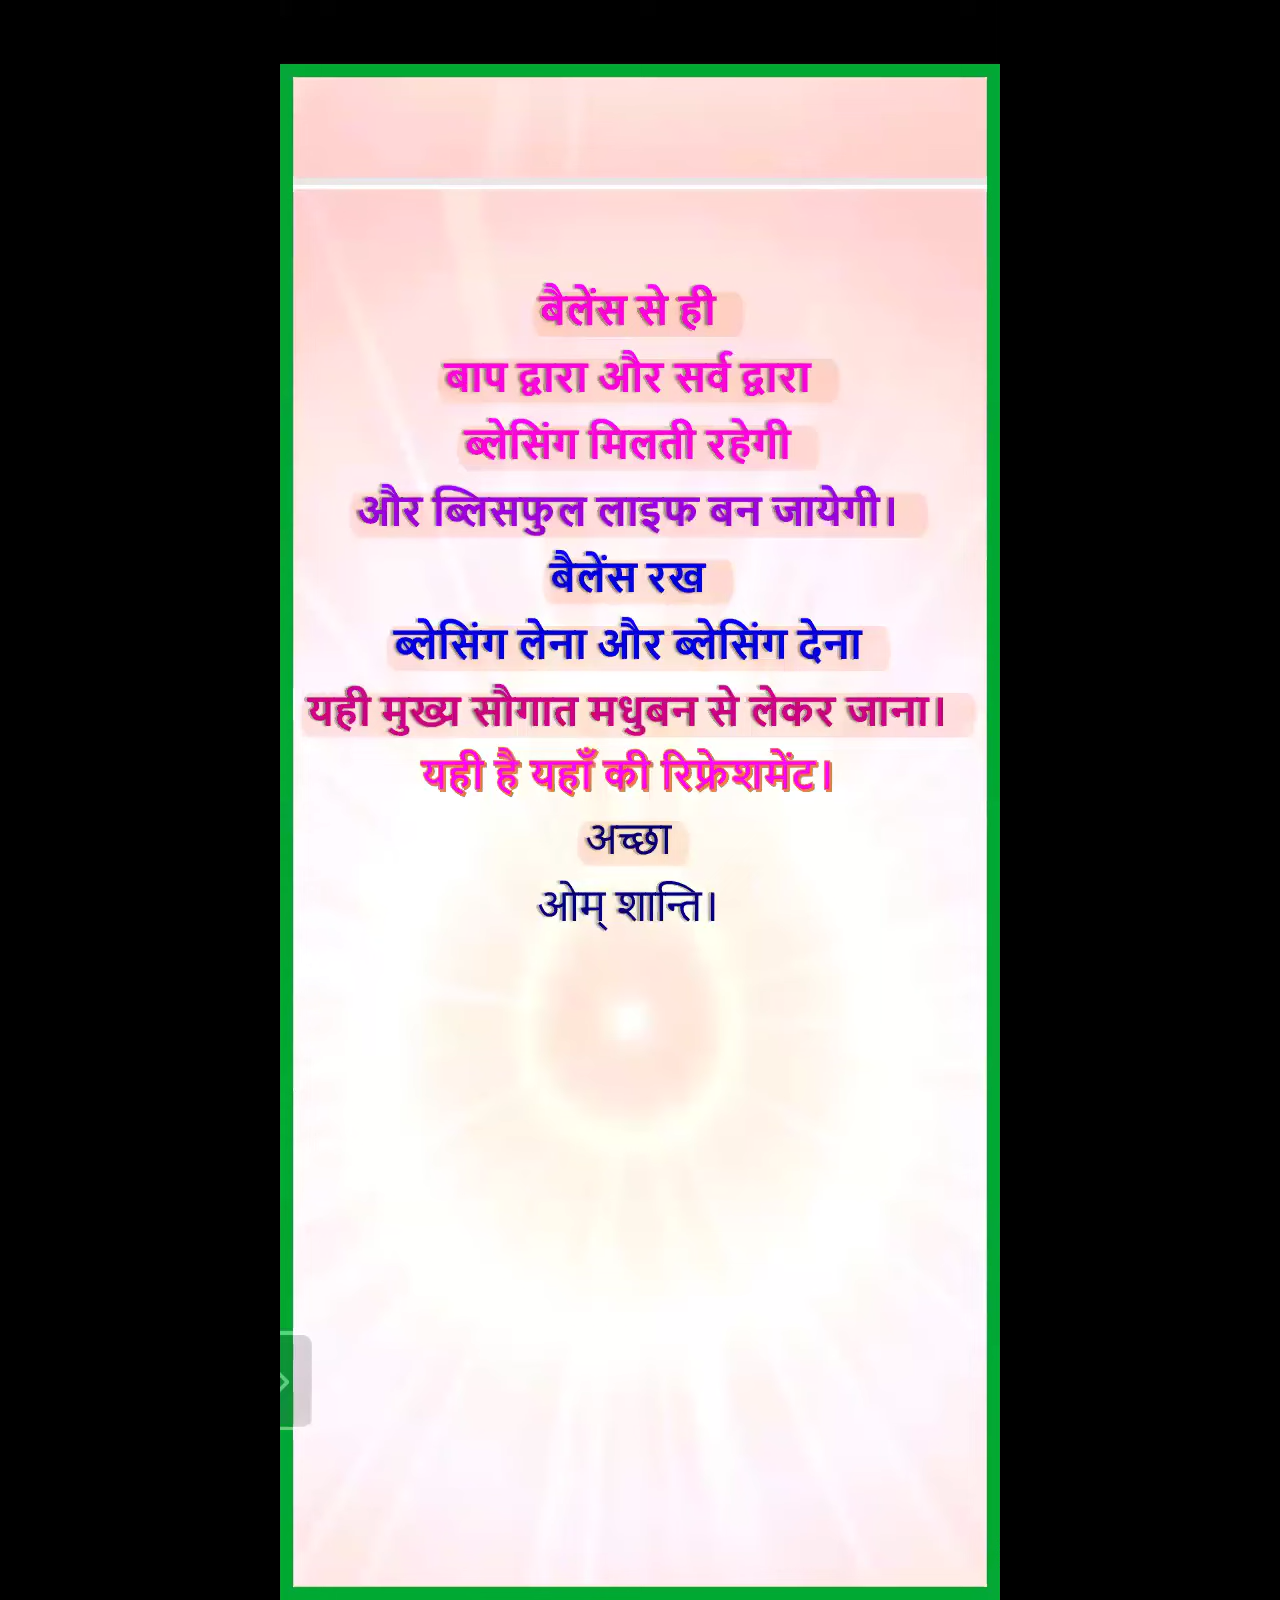 बैलेंस से ही
बाप द्वारा और सर्व द्वारा
ब्लेसिंग मिलती रहेगी
और ब्लिसफुल लाइफ बन जायेगी।
बैलेंस रख
ब्लेसिंग लेना और ब्लेसिंग देना
यही मुख्य सौगात मधुबन से लेकर जाना।
यही है यहाँ की रिफ्रेशमेंट।
अच्छा
ओम् शान्ति।